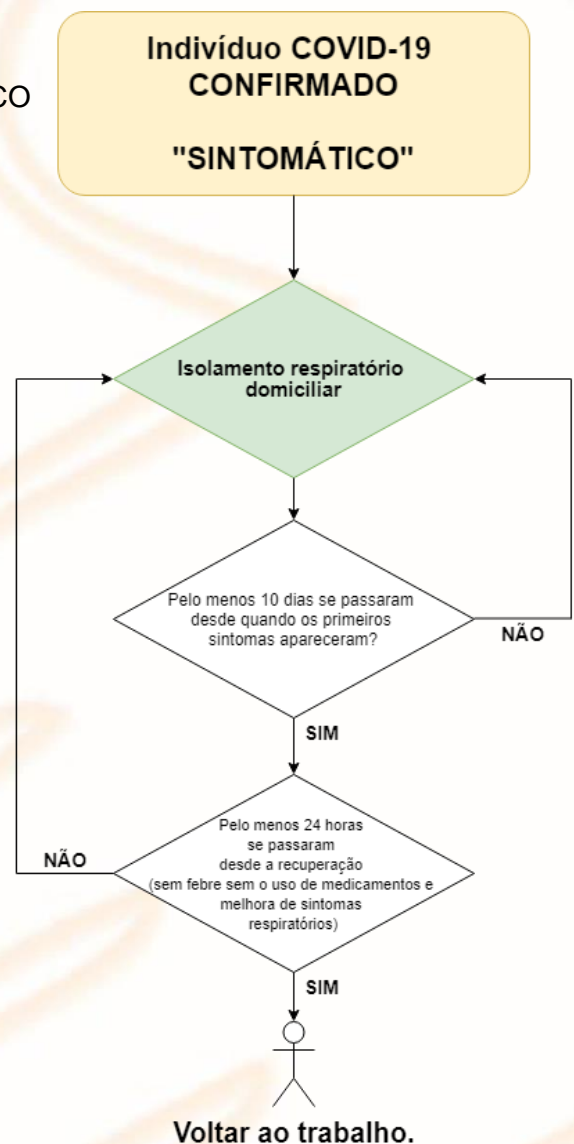 Indivíduo COVID-19
CONFIRMADO
"SINTOMÁTICO"
CO
Isolamento respiratório
domiciliar
Pelo menos 10 dias se passaram
desde quando os primeiros
sintomas apareceram?
NÃO
SIM
Pelo menos 24 horas
se passaram
desde a recuperação
(sem febre sem o uso de medicamentos e
melhora de sintomas
respiratórios)
NÃO
SIM
Voltar ao trabalho.